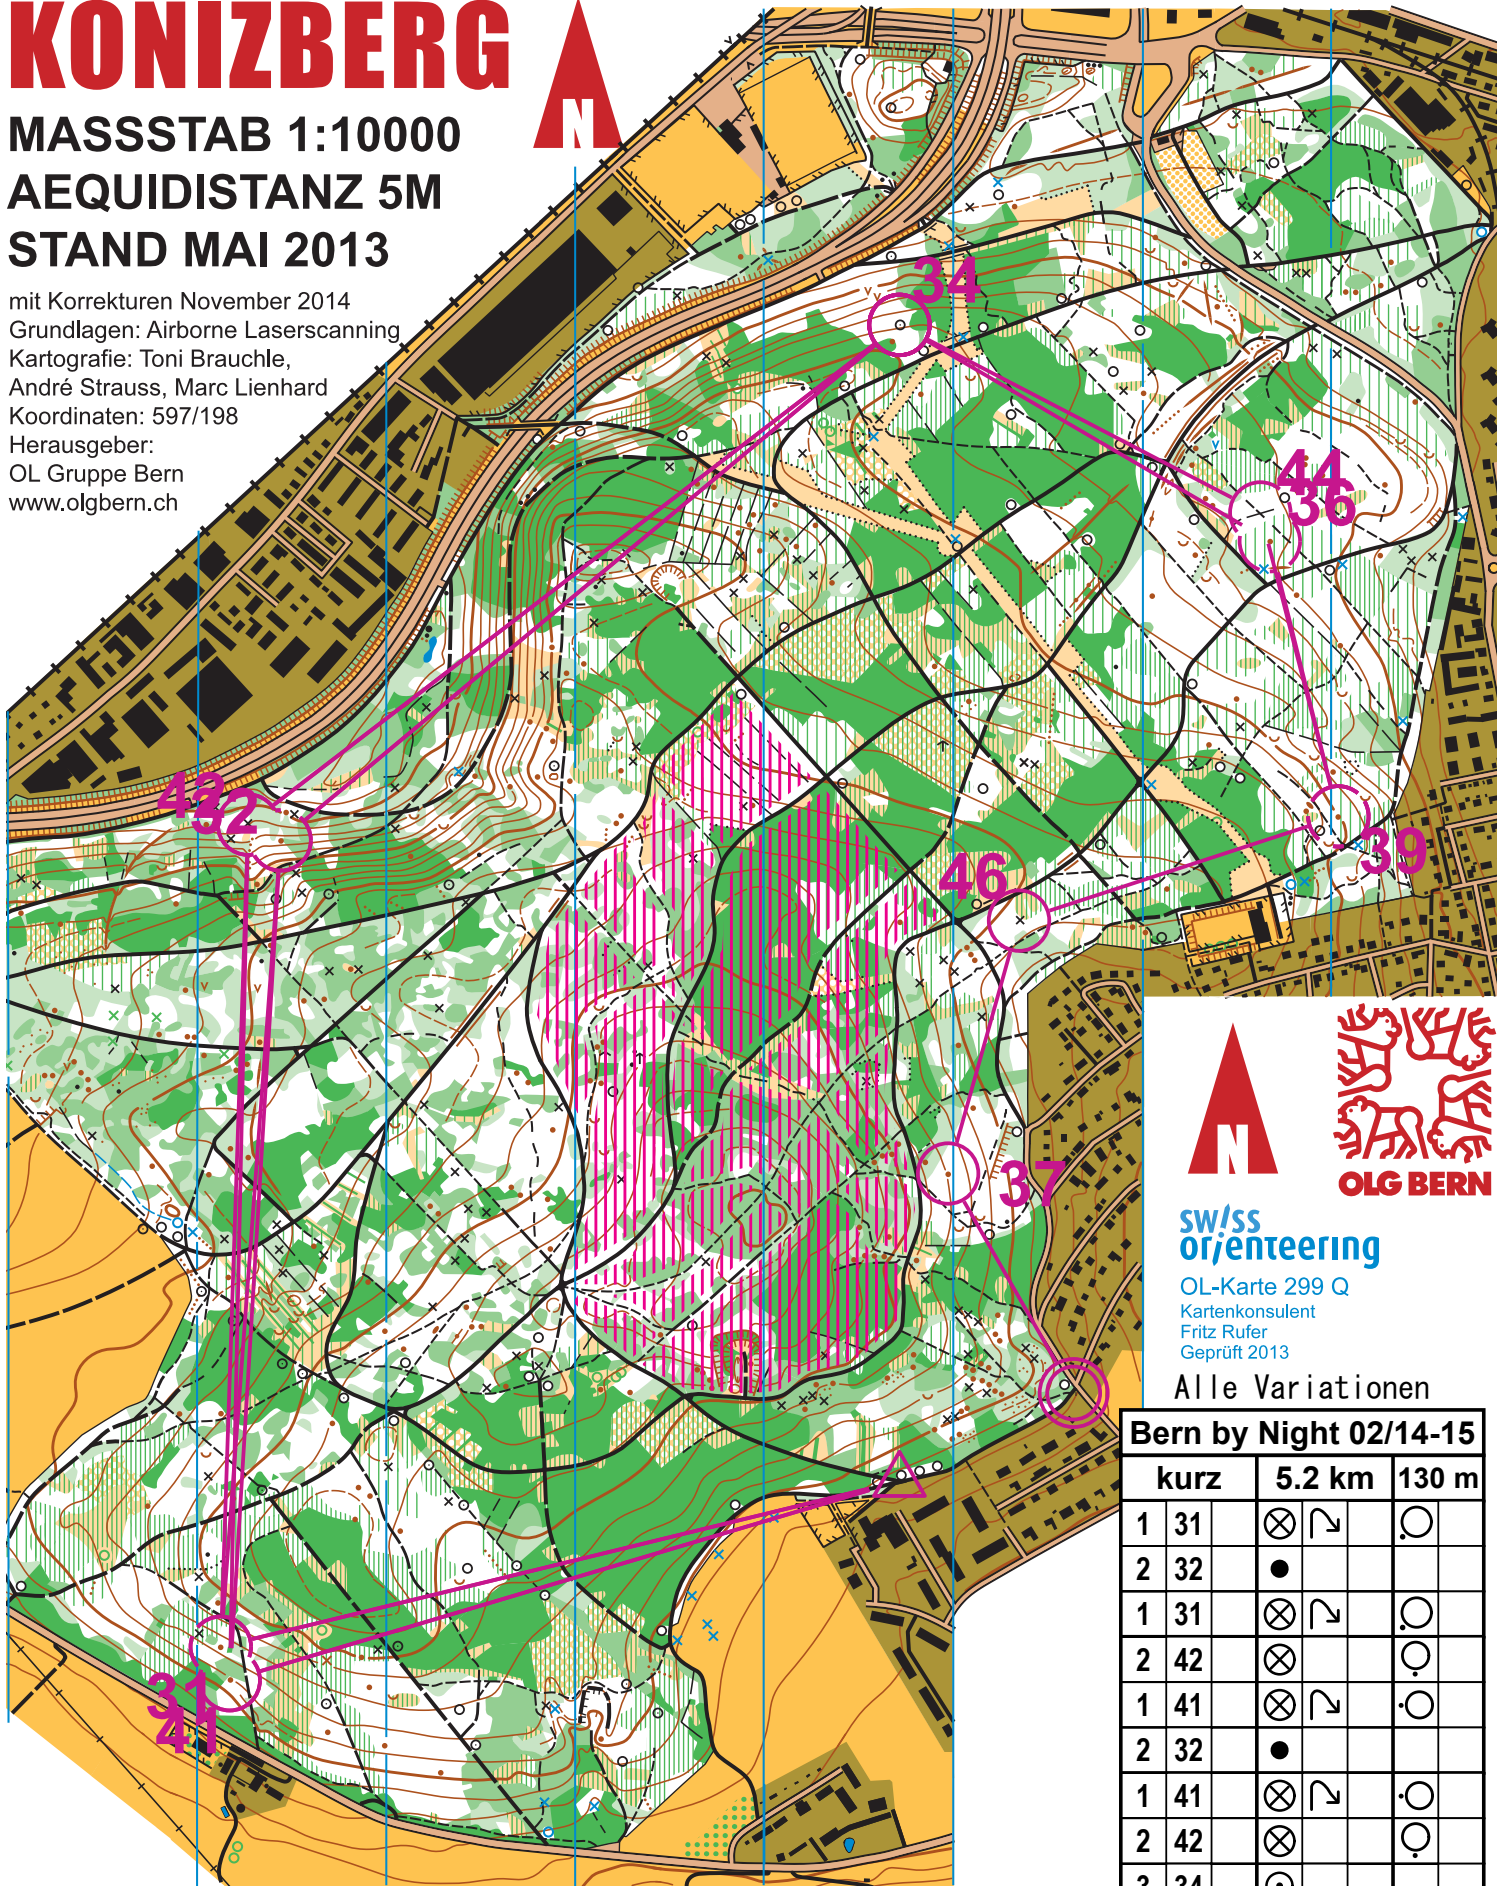 KONIZBERG
N
MASSSTAB 1:10000
AEQUIDISTANZ 5M
STAND MAI 2013
mit Korrekturen November 2014
Grundlagen: Airborne Laserscanning
Kartografie: Toni Brauchle,
André Strauss, Marc Lienhard
Koordinaten: 597/198
Herausgeber:
OL Gruppe Bern
www.olgbern.ch
34
44
36
42
32
39
46
37
31
41
N
OLG BERN
swiss
orienteering
OL-Karte 299 Q
Kartenkonsulent
Fritz Rufer
Geprüft 2013
Alle Variationen
Bern by Night 02/14-15
kurz 5.2 km 130 m
1 31
2 32
1 31
2 42
1 41
2 32
1 41
2 42
3 34